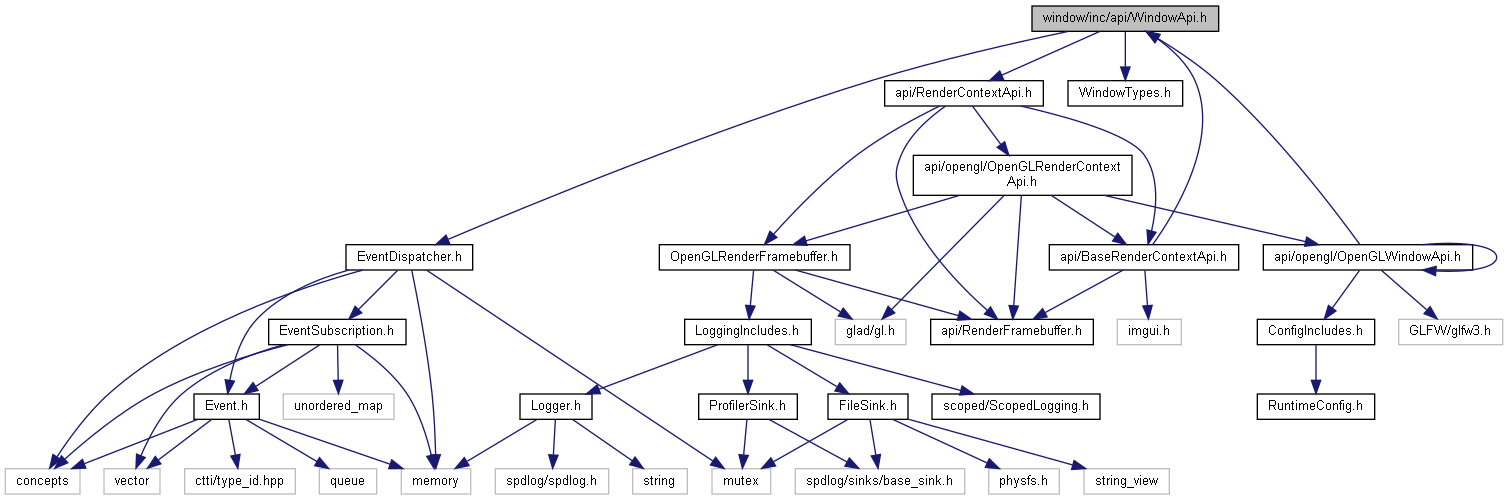 window/inc/api/WindowApi.h
api/RenderContextApi.h
WindowTypes.h
api/opengl/OpenGLRenderContext
Api.h
EventDispatcher.h
OpenGLRenderFramebuffer.h
api/BaseRenderContextApi.h
api/opengl/OpenGLWindowApi.h
EventSubscription.h
LoggingIncludes.h
glad/gl.h
api/RenderFramebuffer.h
imgui.h
ConfigIncludes.h
GLFW/glfw3.h
Event.h
unordered_map
Logger.h
ProfilerSink.h
FileSink.h
scoped/ScopedLogging.h
RuntimeConfig.h
concepts
vector
ctti/type_id.hpp
queue
memory
spdlog/spdlog.h
string
mutex
spdlog/sinks/base_sink.h
physfs.h
string_view